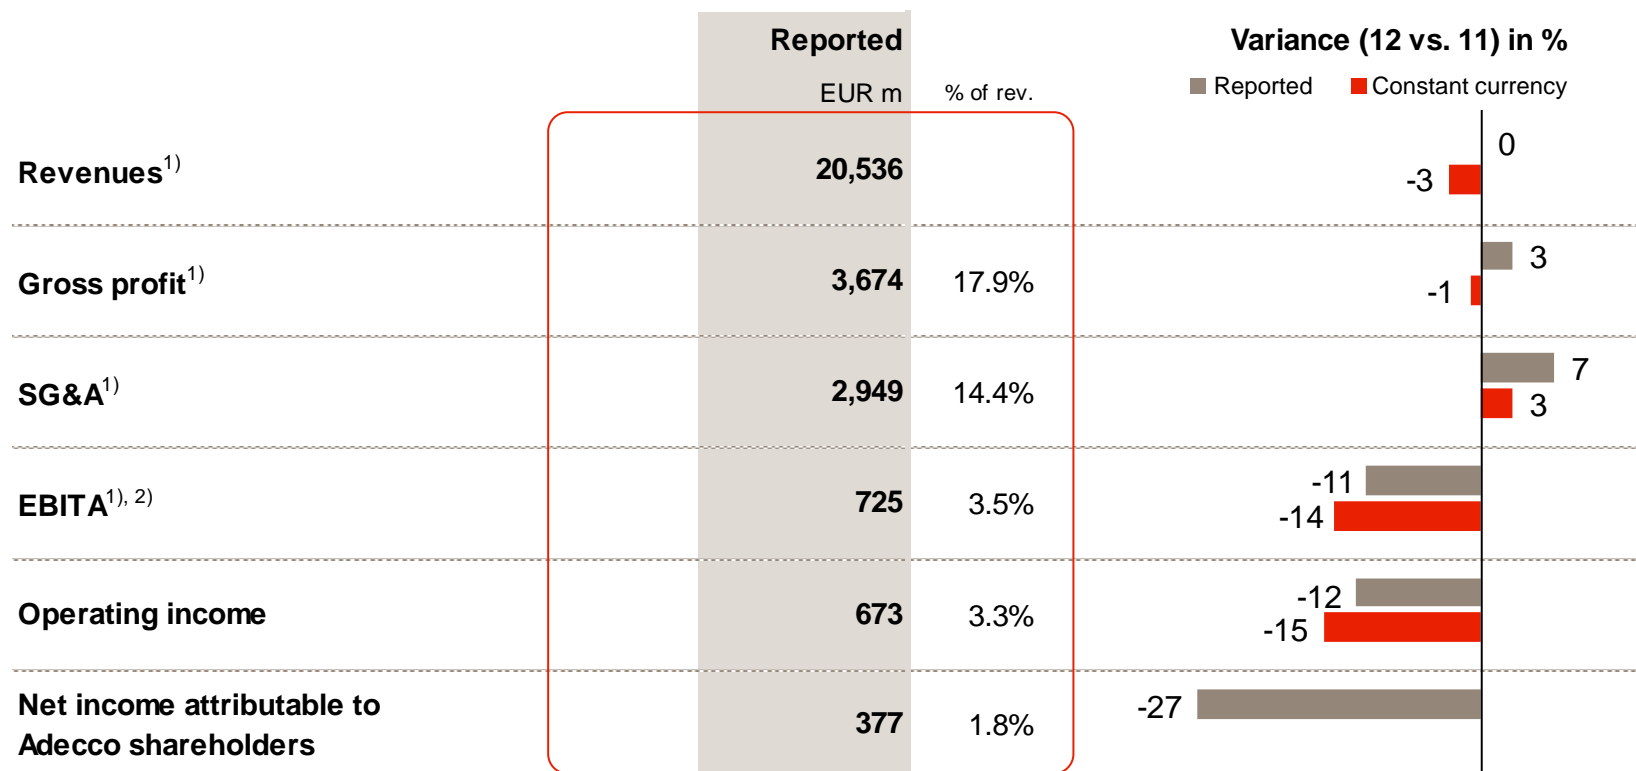 Reported Variance (12 vs. 11) in %
EUR m % of rev. Reported Constant currency
Revenues1) 20,536 0
-3
Gross profit1) 3,674 17.9% 3
-1
SG&A1) 2,949 14.4% 7
3
EBITA1), 2) 725 3.5% -11
-14
Operating income 673 3.3% -12
-15
Net income attributable to
Adecco shareholders 377 1.8% -27